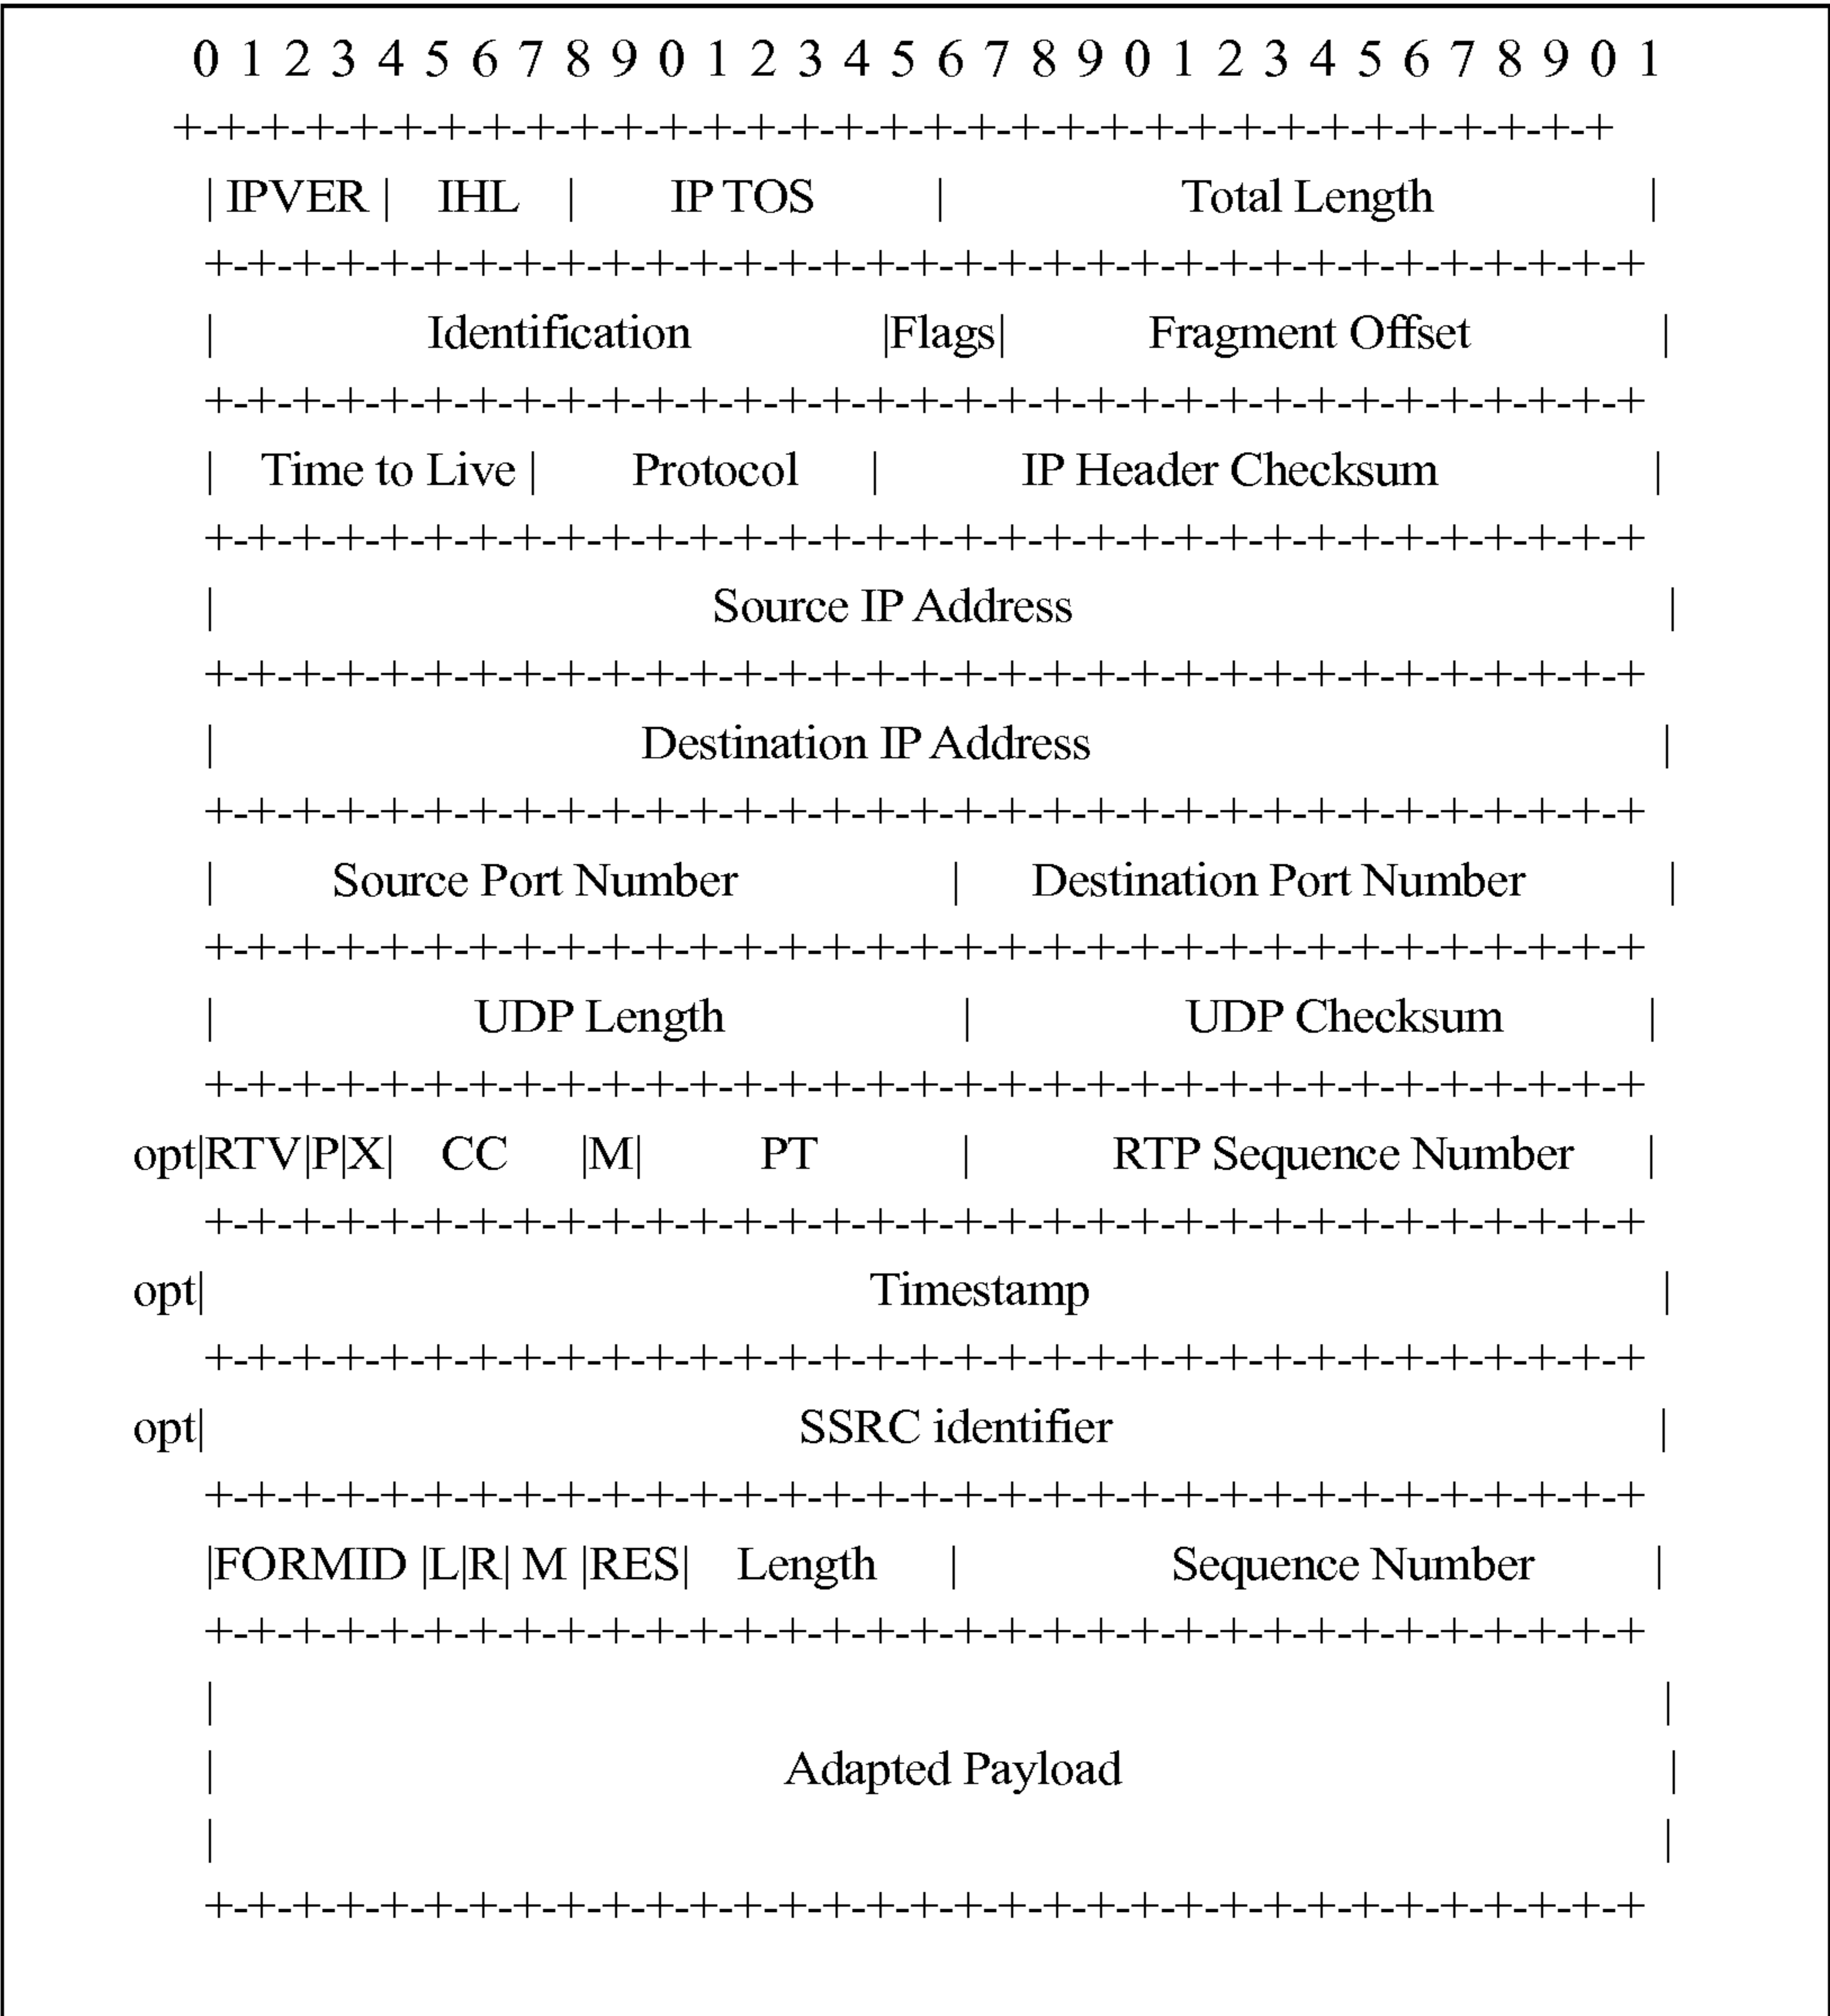 0 1 2 3 4 5 6 7 8 9 0 1 2 3 4 5 6 7 8 9 0 1 2 3 4 5 6 7 8 9 0 1
+-+-+-+-+-+-+-+-+-+-+-+-+-+-+-+-+-+-+-+-+-+-+-+-+-+-+-+-+-+-+-+-+
| IPVER | IHL | IP TOS | Total Length |
+-+-+-+-+-+-+-+-+-+-+-+-+-+-+-+-+-+-+-+-+-+-+-+-+-+-+-+-+-+-+-+-+
| Identification |Flags| Fragment Offset |
+-+-+-+-+-+-+-+-+-+-+-+-+-+-+-+-+-+-+-+-+-+-+-+-+-+-+-+-+-+-+-+-+
| Time to Live | Protocol | IP Header Checksum |
+-+-+-+-+-+-+-+-+-+-+-+-+-+-+-+-+-+-+-+-+-+-+-+-+-+-+-+-+-+-+-+-+
| Source IP Address |
+-+-+-+-+-+-+-+-+-+-+-+-+-+-+-+-+-+-+-+-+-+-+-+-+-+-+-+-+-+-+-+-+
| Destination IP Address |
+-+-+-+-+-+-+-+-+-+-+-+-+-+-+-+-+-+-+-+-+-+-+-+-+-+-+-+-+-+-+-+-+
| Source Port Number | Destination Port Number |
+-+-+-+-+-+-+-+-+-+-+-+-+-+-+-+-+-+-+-+-+-+-+-+-+-+-+-+-+-+-+-+-+
| UDP Length | UDP Checksum |
+-+-+-+-+-+-+-+-+-+-+-+-+-+-+-+-+-+-+-+-+-+-+-+-+-+-+-+-+-+-+-+-+
opt|RTV|P|X| CC |M| PT | RTP Sequence Number |
+-+-+-+-+-+-+-+-+-+-+-+-+-+-+-+-+-+-+-+-+-+-+-+-+-+-+-+-+-+-+-+-+
opt| Timestamp |
+-+-+-+-+-+-+-+-+-+-+-+-+-+-+-+-+-+-+-+-+-+-+-+-+-+-+-+-+-+-+-+-+
opt| SSRC identifier |
+-+-+-+-+-+-+-+-+-+-+-+-+-+-+-+-+-+-+-+-+-+-+-+-+-+-+-+-+-+-+-+-+
|FORMID |L|R| M |RES| Length | Sequence Number |
+-+-+-+-+-+-+-+-+-+-+-+-+-+-+-+-+-+-+-+-+-+-+-+-+-+-+-+-+-+-+-+-+
| |
| Adapted Payload |
| |
+-+-+-+-+-+-+-+-+-+-+-+-+-+-+-+-+-+-+-+-+-+-+-+-+-+-+-+-+-+-+-+-+